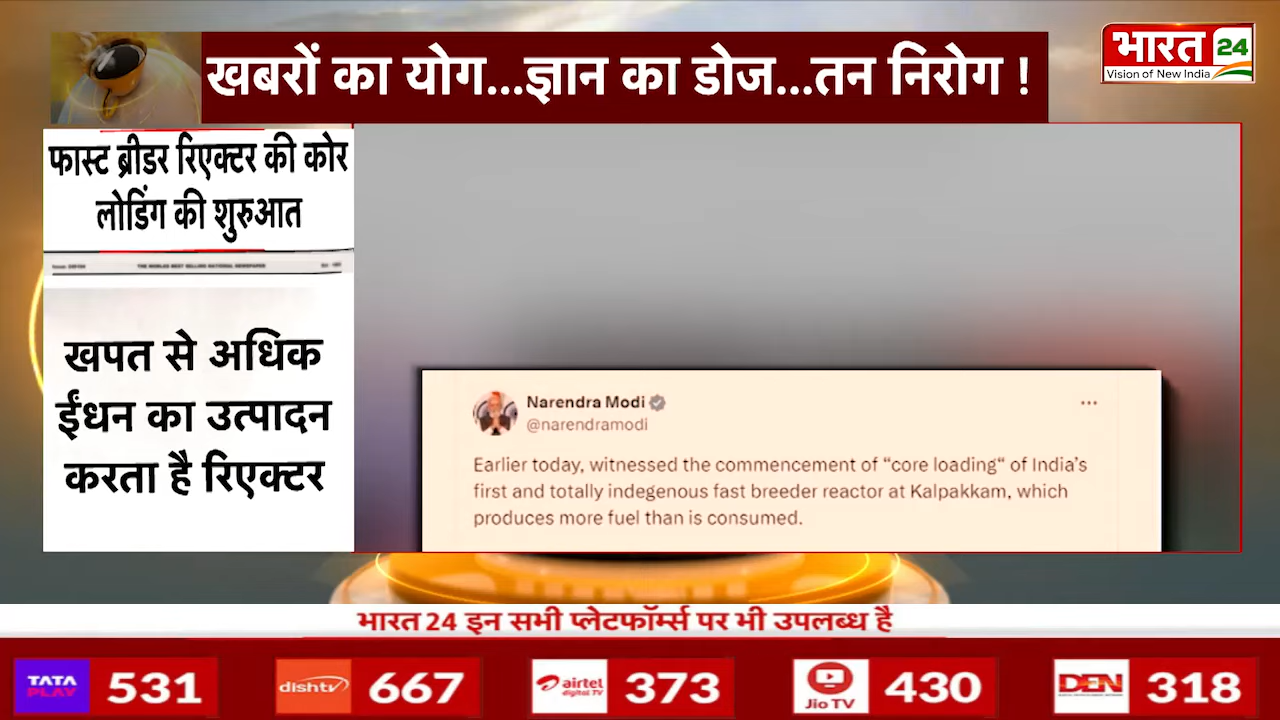 खबरों का योग...ज्ञान का डोज...तन निरोग !
भारत 24
Vision of New India
फास्ट ब्रीडर रिएक्टर की कोर
लोडिंग की शुरुआत
THE WORLDS BEST SELLING NATIONAL NEWSPAPER
खपत से अधिक
ईंधन का उत्पादन
करता है रिएक्टर
Narendra Modi
@narendramodi
Earlier today, witnessed the commencement of “core loading“ of India’s
first and totally indegenous fast breeder reactor at Kalpakkam, which
produces more fuel than is consumed.
भारत 24 इन सभी प्लेटफॉर्म्स पर भी उपलब्ध है
TATA PLAY 531
dishtv 667
airtel digital TV 373
Jio TV 430
DEN 318